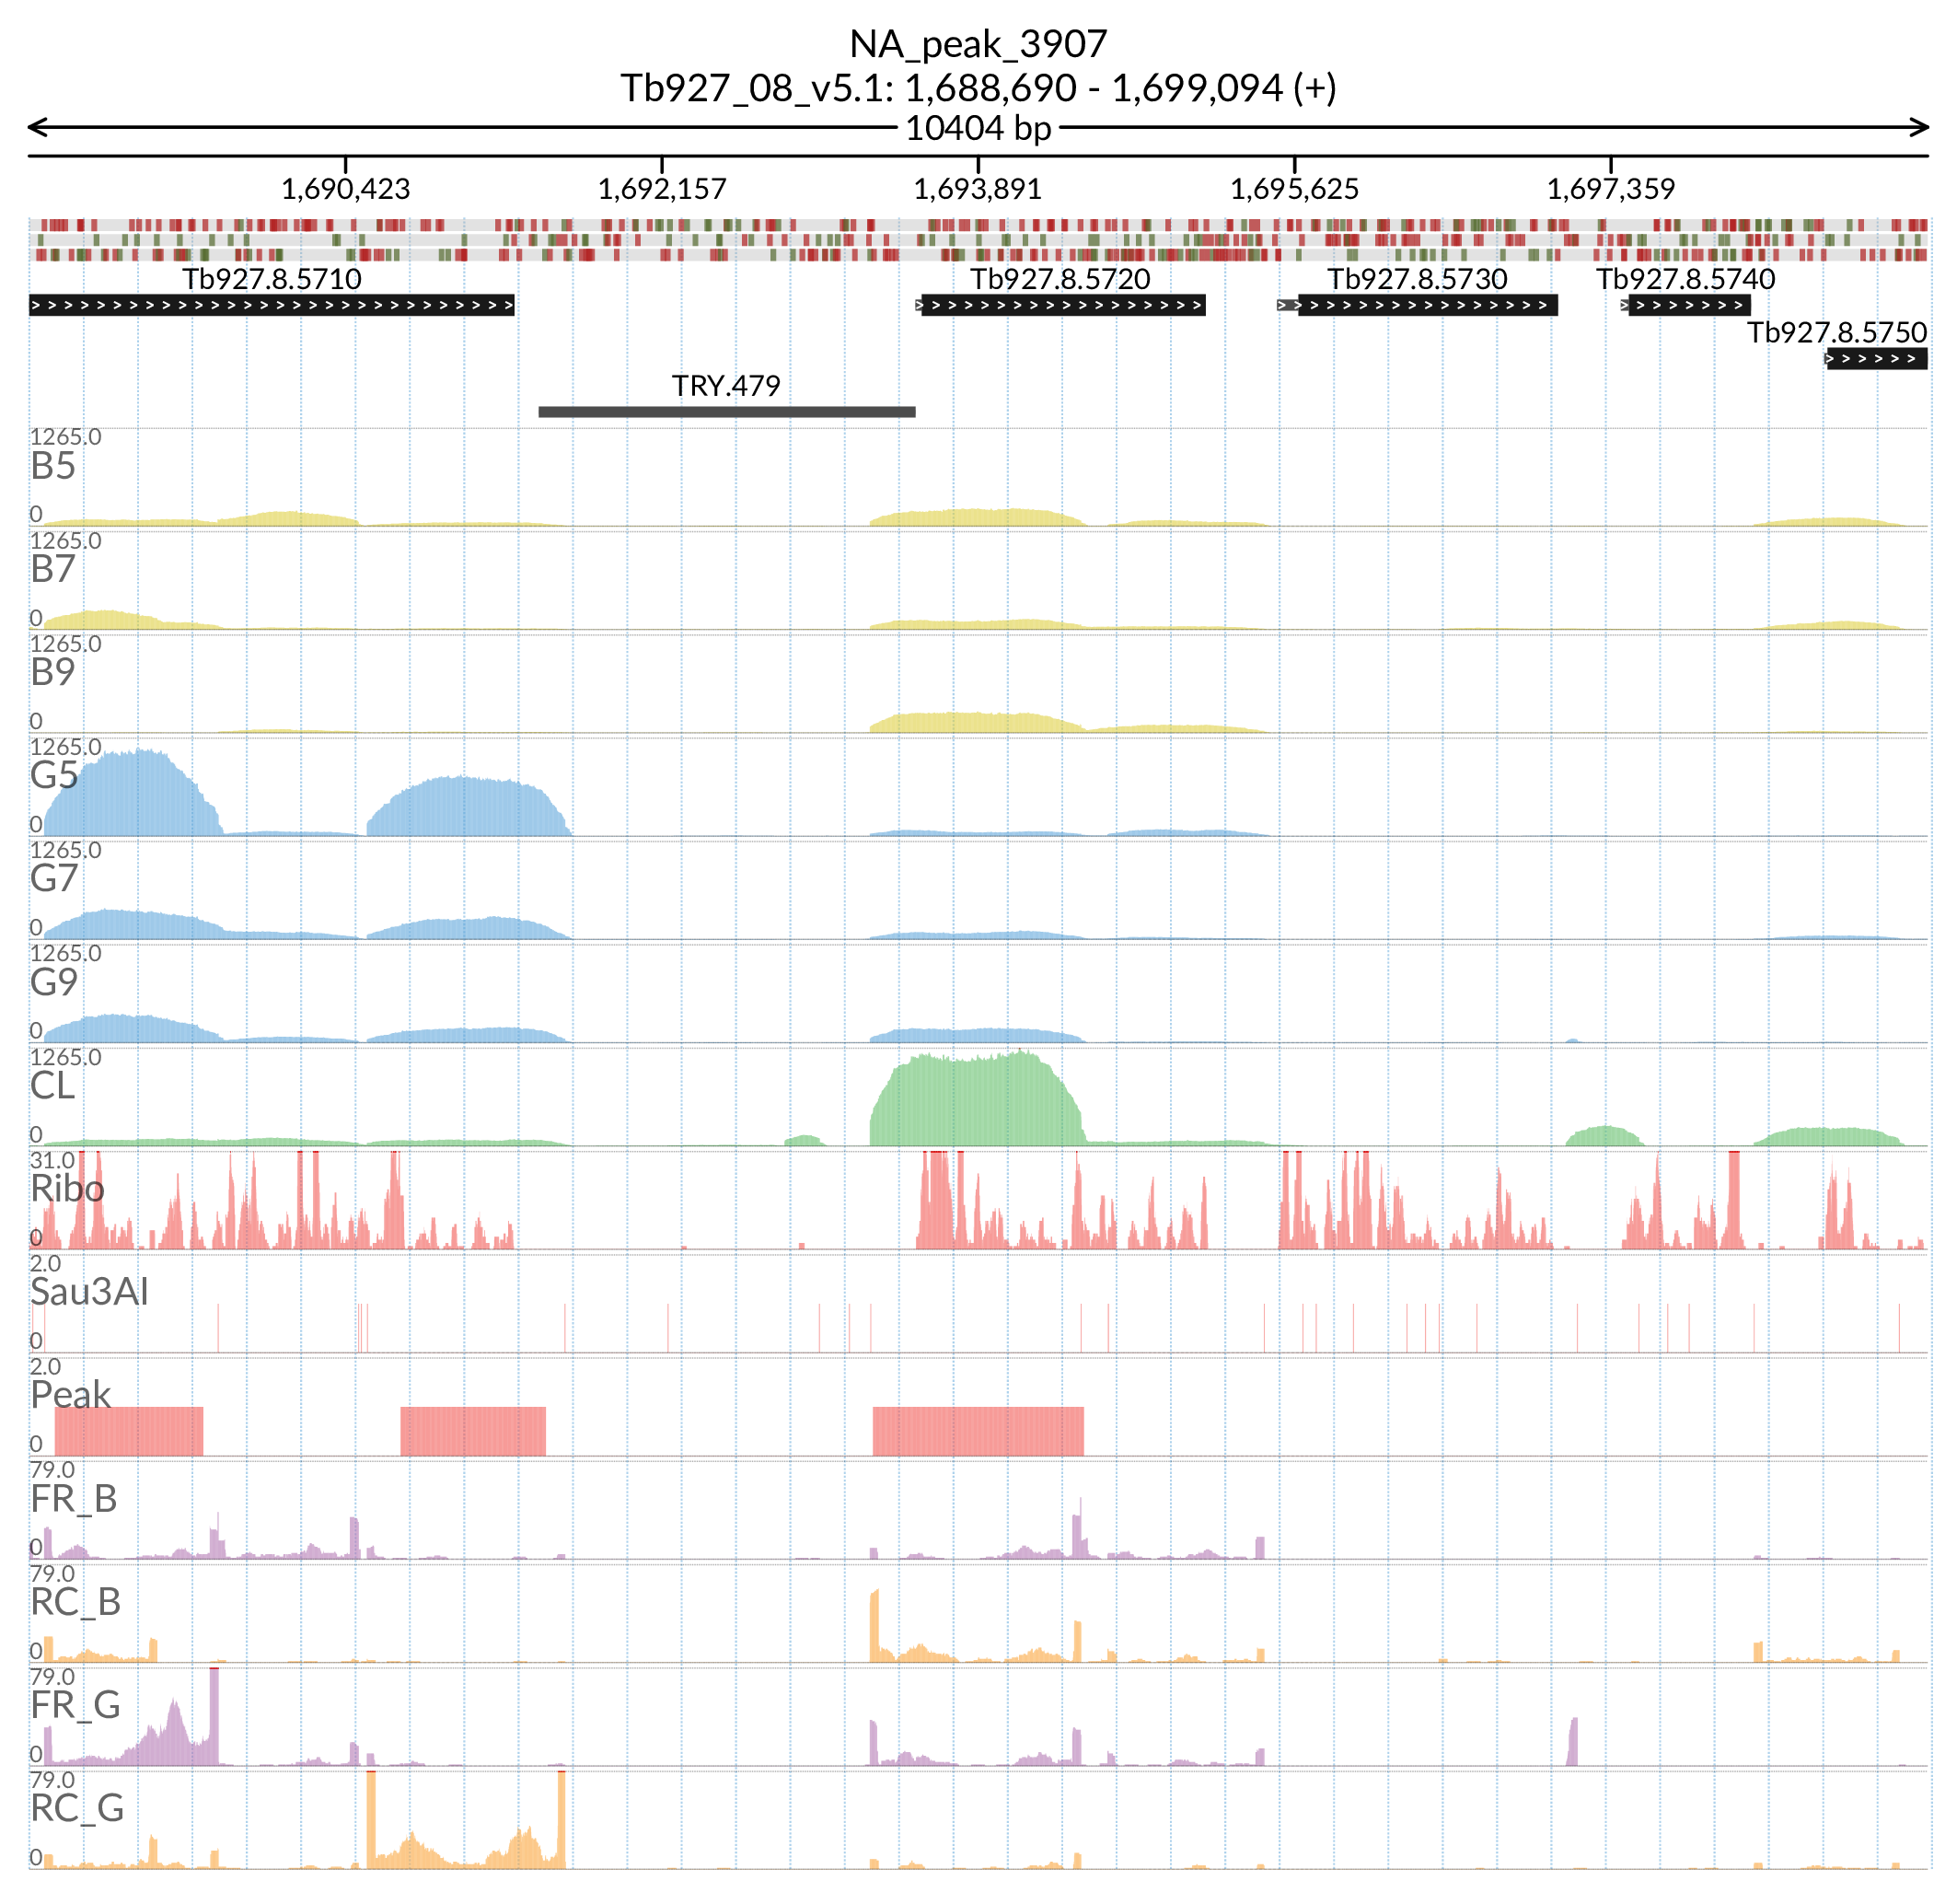 NA_peak_3907
Tb927_08_v5.1: 1,688,690 - 1,699,094 (+)
10404 bp
1,690,423 1,692,157 1,693,891 1,695,625 1,697,359
Tb927.8.5710 Tb927.8.5720 Tb927.8.5730 Tb927.8.5740
Tb927.8.5750
TRY.479
1265.0
B5
0
1265.0
B7
0
1265.0
B9
0
1265.0
G5
0
1265.0
G7
0
1265.0
G9
0
1265.0
CL
0
31.0
Ribo
0
2.0
Sau3AI
0
2.0
Peak
0
79.0
FR_B
0
79.0
RC_B
0
79.0
FR_G
0
79.0
RC_G
0